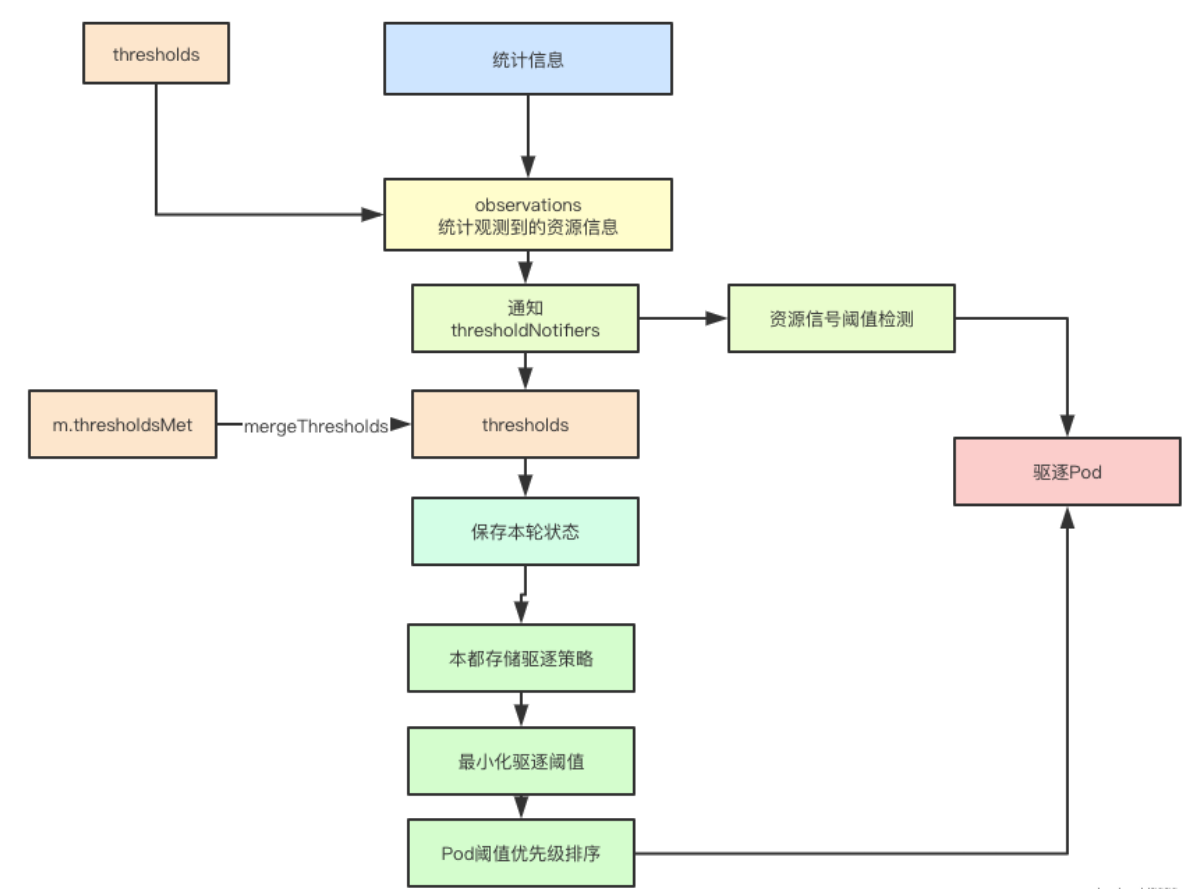 thresholds
统计信息
observations
统计观测到的资源信息
通知
thresholdNotifiers
资源信号阈值检测
m.thresholdsMet
mergeThresholds
thresholds
驱逐Pod
保存本轮状态
本都存储驱逐策略
最小化驱逐阈值
Pod阈值优先级排序